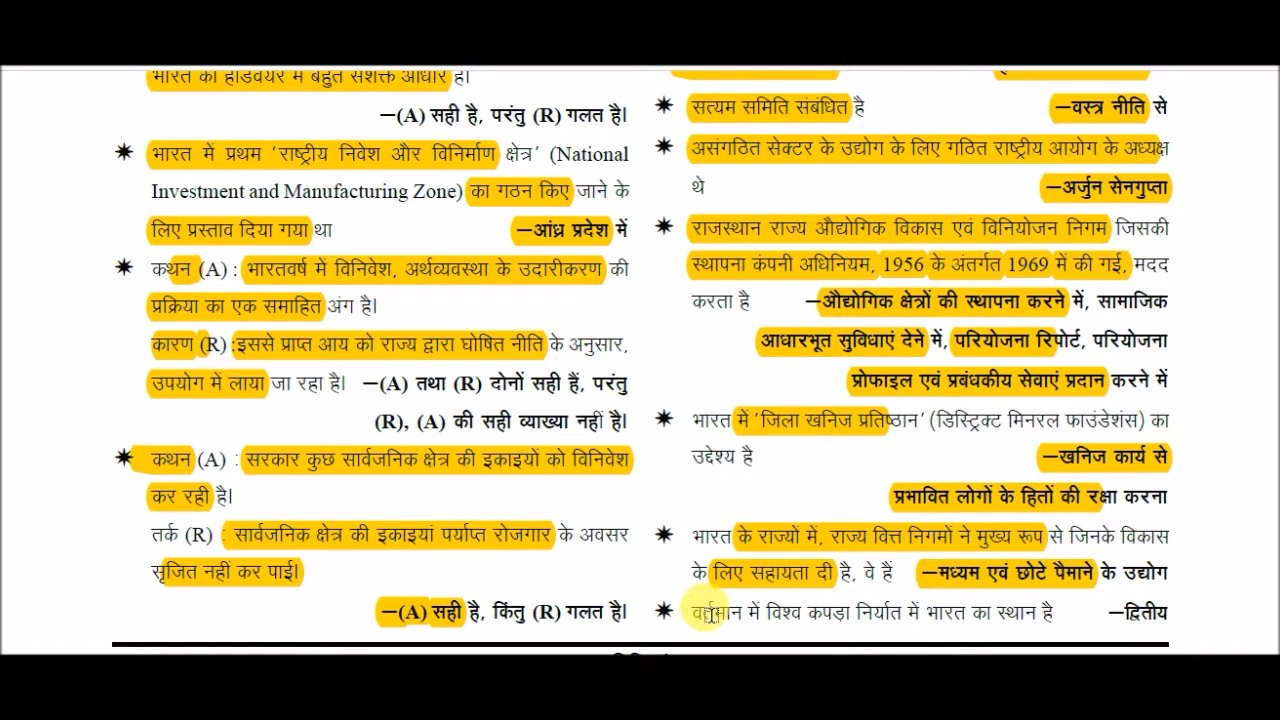 भारत का हार्डवेयर में बहुत सशक्त आधार है।
–(A) सही है, परंतु (R) गलत है।
✷ भारत में प्रथम ‘राष्ट्रीय निवेश और विनिर्माण क्षेत्र’ (National
Investment and Manufacturing Zone) का गठन किए जाने के
लिए प्रस्ताव दिया गया था –आंध्र प्रदेश में
✷ कथन (A) : भारतवर्ष में विनिवेश, अर्थव्यवस्था के उदारीकरण की
प्रक्रिया का एक समाहित अंग है।
कारण (R) :इससे प्राप्त आय को राज्य द्वारा घोषित नीति के अनुसार,
उपयोग में लाया जा रहा है। –(A) तथा (R) दोनों सही हैं, परंतु
(R), (A) की सही व्याख्या नहीं है।
✷ कथन (A) : सरकार कुछ सार्वजनिक क्षेत्र की इकाइयों को विनिवेश
कर रही है।
तर्क (R) : सार्वजनिक क्षेत्र की इकाइयां पर्याप्त रोजगार के अवसर
सृजित नहीं कर पाई।
–(A) सही है, किंतु (R) गलत है।
✷ सत्यम समिति संबंधित है –वस्त्र नीति से
✷ असंगठित सेक्टर के उद्योग के लिए गठित राष्ट्रीय आयोग के अध्यक्ष
थे –अर्जुन सेनगुप्ता
✷ राजस्थान राज्य औद्योगिक विकास एवं विनियोजन निगम जिसकी
स्थापना कंपनी अधिनियम, 1956 के अंतर्गत 1969 में की गई, मदद
करता है –औद्योगिक क्षेत्रों की स्थापना करने में, सामाजिक
आधारभूत सुविधाएं देने में, परियोजना रिपोर्ट, परियोजना
प्रोफाइल एवं प्रबंधकीय सेवाएं प्रदान करने में
✷ भारत में ‘जिला खनिज प्रतिष्ठान’ (डिस्ट्रिक्ट मिनरल फाउंडेशंस) का
उद्देश्य है –खनिज कार्य से
प्रभावित लोगों के हितों की रक्षा करना
✷ भारत के राज्यों में, राज्य वित्त निगमों ने मुख्य रूप से जिनके विकास
के लिए सहायता दी है, वे हैं –मध्यम एवं छोटे पैमाने के उद्योग
✷ वर्तमान में विश्व कपड़ा निर्यात में भारत का स्थान है –द्वितीय